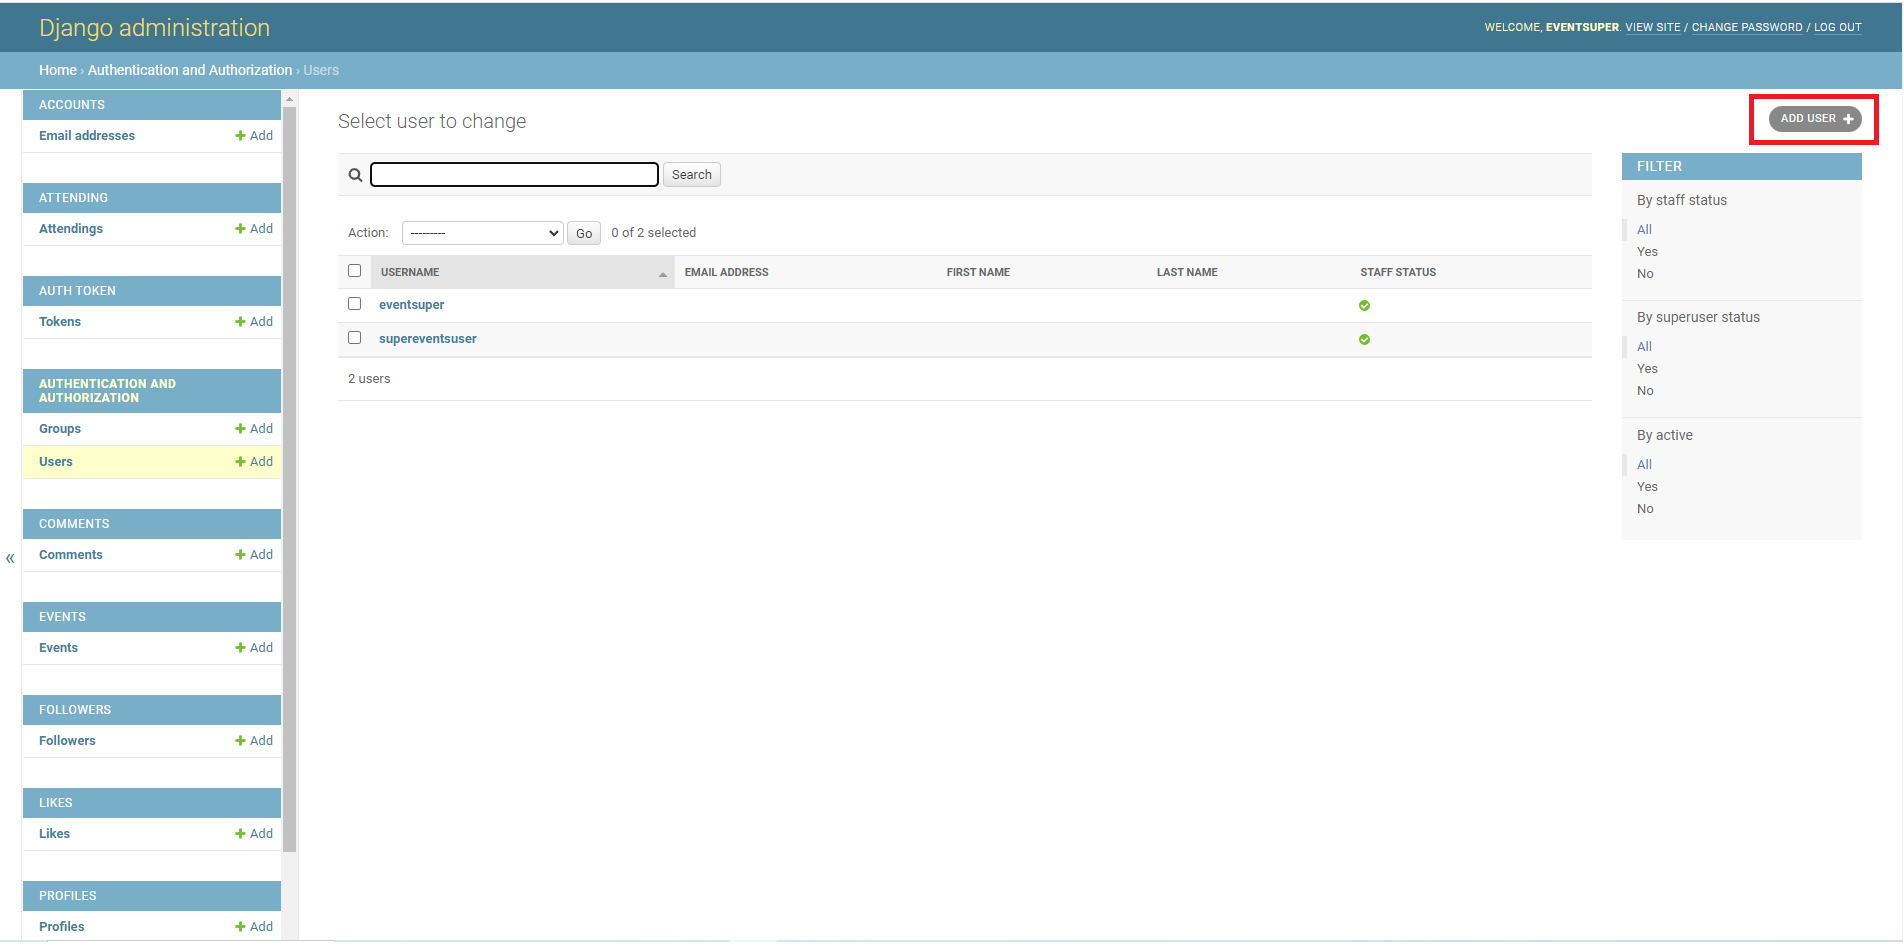 Django administration
WELCOME, EVENTSUPER. VIEW SITE / CHANGE PASSWORD / LOG OUT
Home › Authentication and Authorization › Users
ACCOUNTS
Email addresses + Add
ATTENDING
Attendings + Add
AUTH TOKEN
Tokens + Add
AUTHENTICATION AND
AUTHORIZATION
Groups + Add
Users + Add
COMMENTS
Comments + Add
EVENTS
Events + Add
FOLLOWERS
Followers + Add
LIKES
Likes + Add
PROFILES
Profiles + Add
«
Select user to change
ADD USER +
Search
Action: --------- Go 0 of 2 selected
USERNAME EMAIL ADDRESS FIRST NAME LAST NAME STAFF STATUS
eventsuper
supereventsuser
2 users
FILTER
By staff status
All
Yes
No
By superuser status
All
Yes
No
By active
All
Yes
No